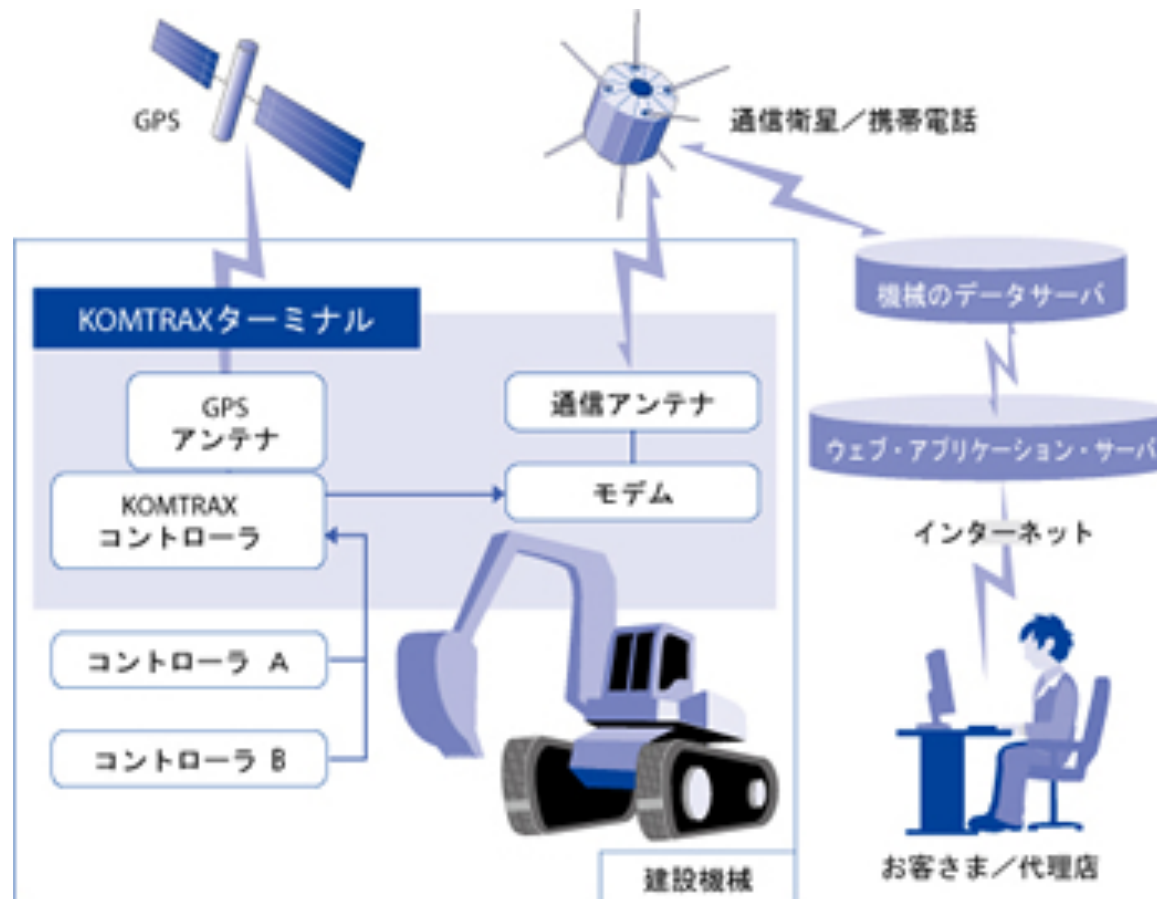 GPS
通信衛星／携帯電話
機械のデータサーバ
KOMTRAXターミナル
GPS
アンテナ
通信アンテナ
ウェブ・アプリケーション・サーバ
KOMTRAX
コントローラ
モデム
インターネット
コントローラ A
コントローラ B
建設機械
お客さま／代理店